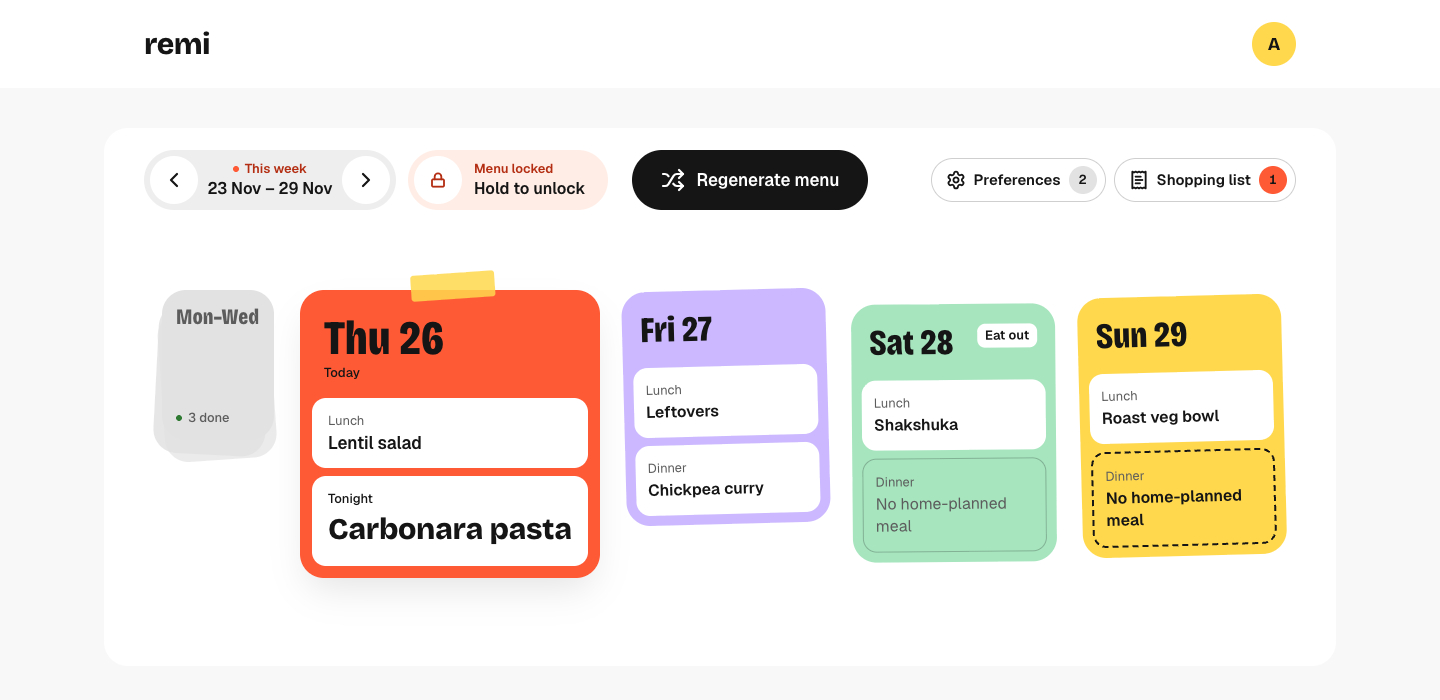 remi
A
This week
23 Nov – 29 Nov
Menu locked
Hold to unlock
Regenerate menu
Preferences 2
Shopping list 1
Mon–Wed
3 done
Thu 26
Today
Lunch
Lentil salad
Tonight
Carbonara pasta
Fri 27
Lunch
Leftovers
Dinner
Chickpea curry
Sat 28
Eat out
Lunch
Shakshuka
Dinner
No home-planned
meal
Sun 29
Lunch
Roast veg bowl
Dinner
No home-planned
meal